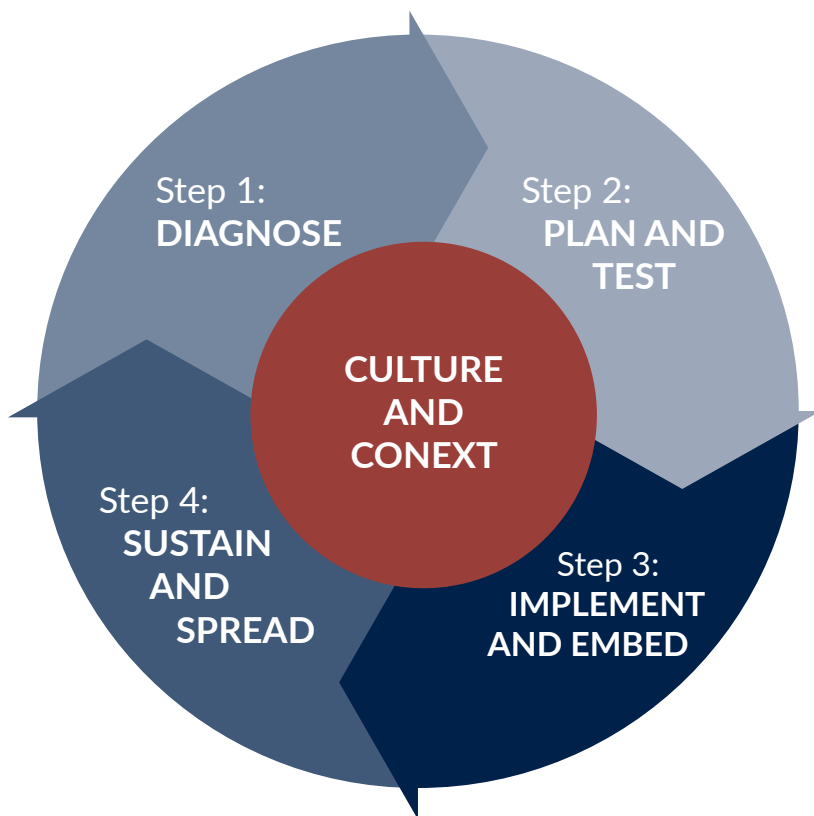 Step 1:
DIAGNOSE
Step 2:
PLAN AND
TEST
CULTURE
AND
CONEXT
Step 3:
IMPLEMENT
AND EMBED
Step 4:
SUSTAIN
AND
SPREAD